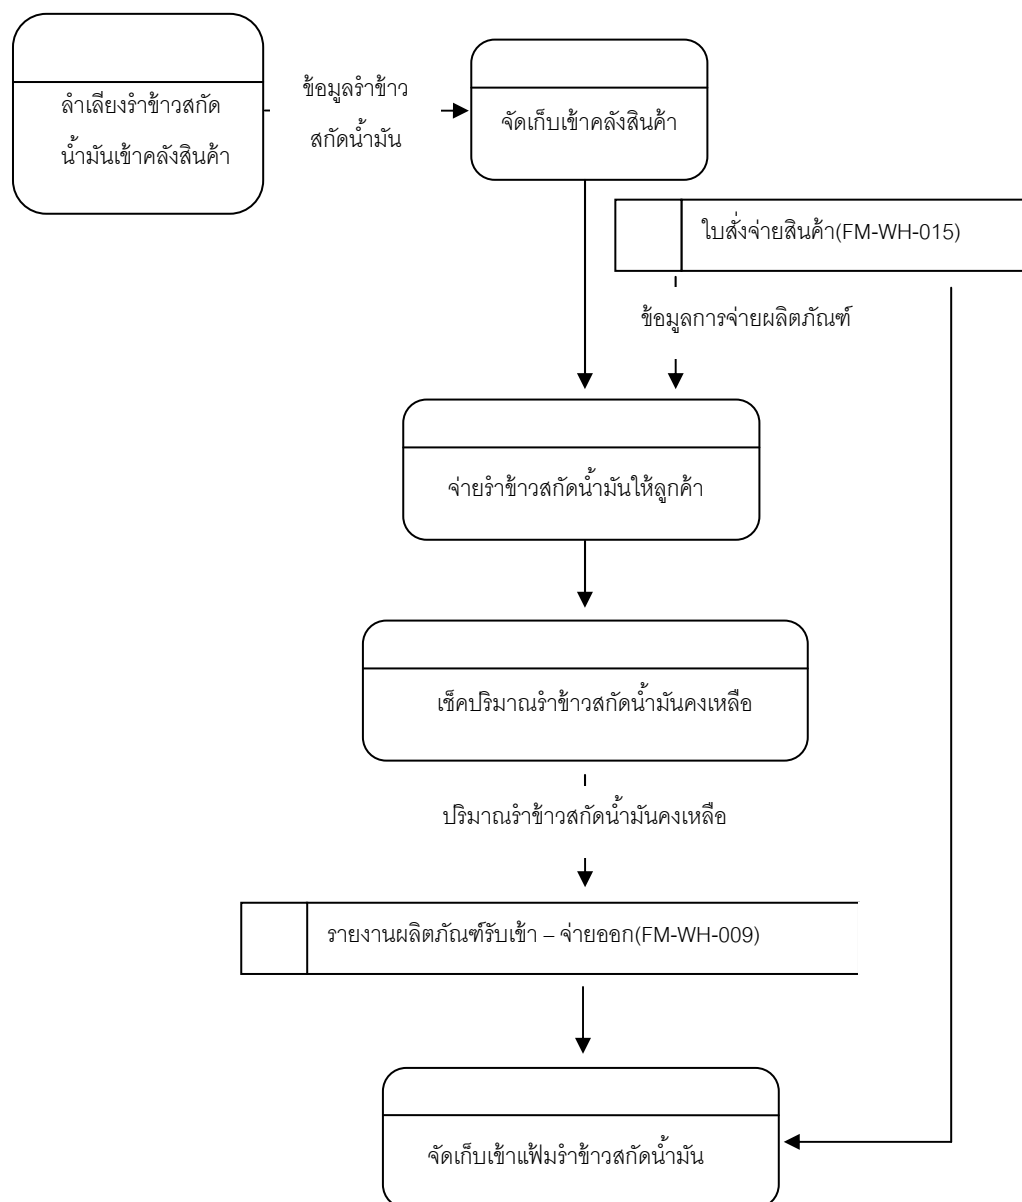 ลำเลียงรำข้าวสกัด
น้ำมันเข้าคลังสินค้า
ข้อมูลรำข้าว
สกัดน้ำมัน
จัดเก็บเข้าคลังสินค้า
ใบสั่งจ่ายสินค้า(FM-WH-015)
ข้อมูลการจ่ายผลิตภัณฑ์
จ่ายรำข้าวสกัดน้ำมันให้ลูกค้า
เช็คปริมาณรำข้าวสกัดน้ำมันคงเหลือ
ปริมาณรำข้าวสกัดน้ำมันคงเหลือ
รายงานผลิตภัณฑ์รับเข้า – จ่ายออก(FM-WH-009)
จัดเก็บเข้าแฟ้มรำข้าวสกัดน้ำมัน